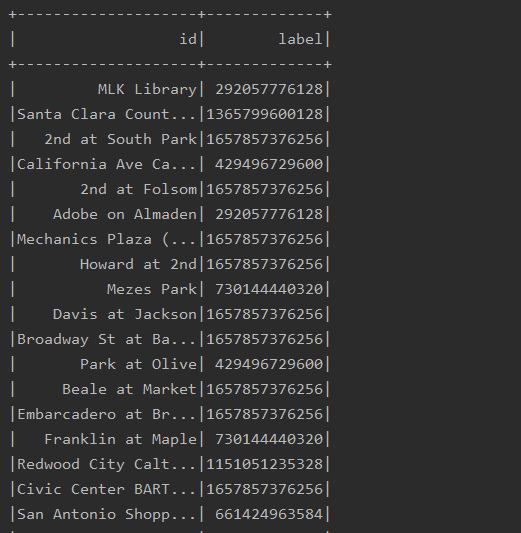 +--------------------+-------------+
|                  id|        label|
+--------------------+-------------+
|         MLK Library| 292057776128|
|Santa Clara Count...|1365799600128|
|   2nd at South Park|1657857376256|
|California Ave Ca...| 429496729600|
|       2nd at Folsom|1657857376256|
|    Adobe on Almaden| 292057776128|
|Mechanics Plaza (...|1657857376256|
|       Howard at 2nd|1657857376256|
|          Mezes Park| 730144440320|
|    Davis at Jackson|1657857376256|
|Broadway St at Ba...|1657857376256|
|       Park at Olive| 429496729600|
|     Beale at Market|1657857376256|
|Embarcadero at Br...|1657857376256|
|   Franklin at Maple| 730144440320|
|Redwood City Calt...|1151051235328|
|Civic Center BART...|1657857376256|
|San Antonio Shopp...| 661424963584|